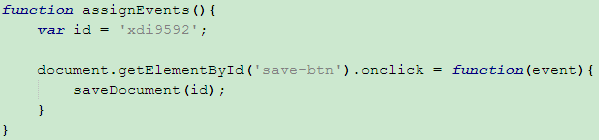 function assignEvents(){
    var id = 'xdi9592';
    document.getElementById('save-btn').onclick = function(event){
        saveDocument(id);
    }
}